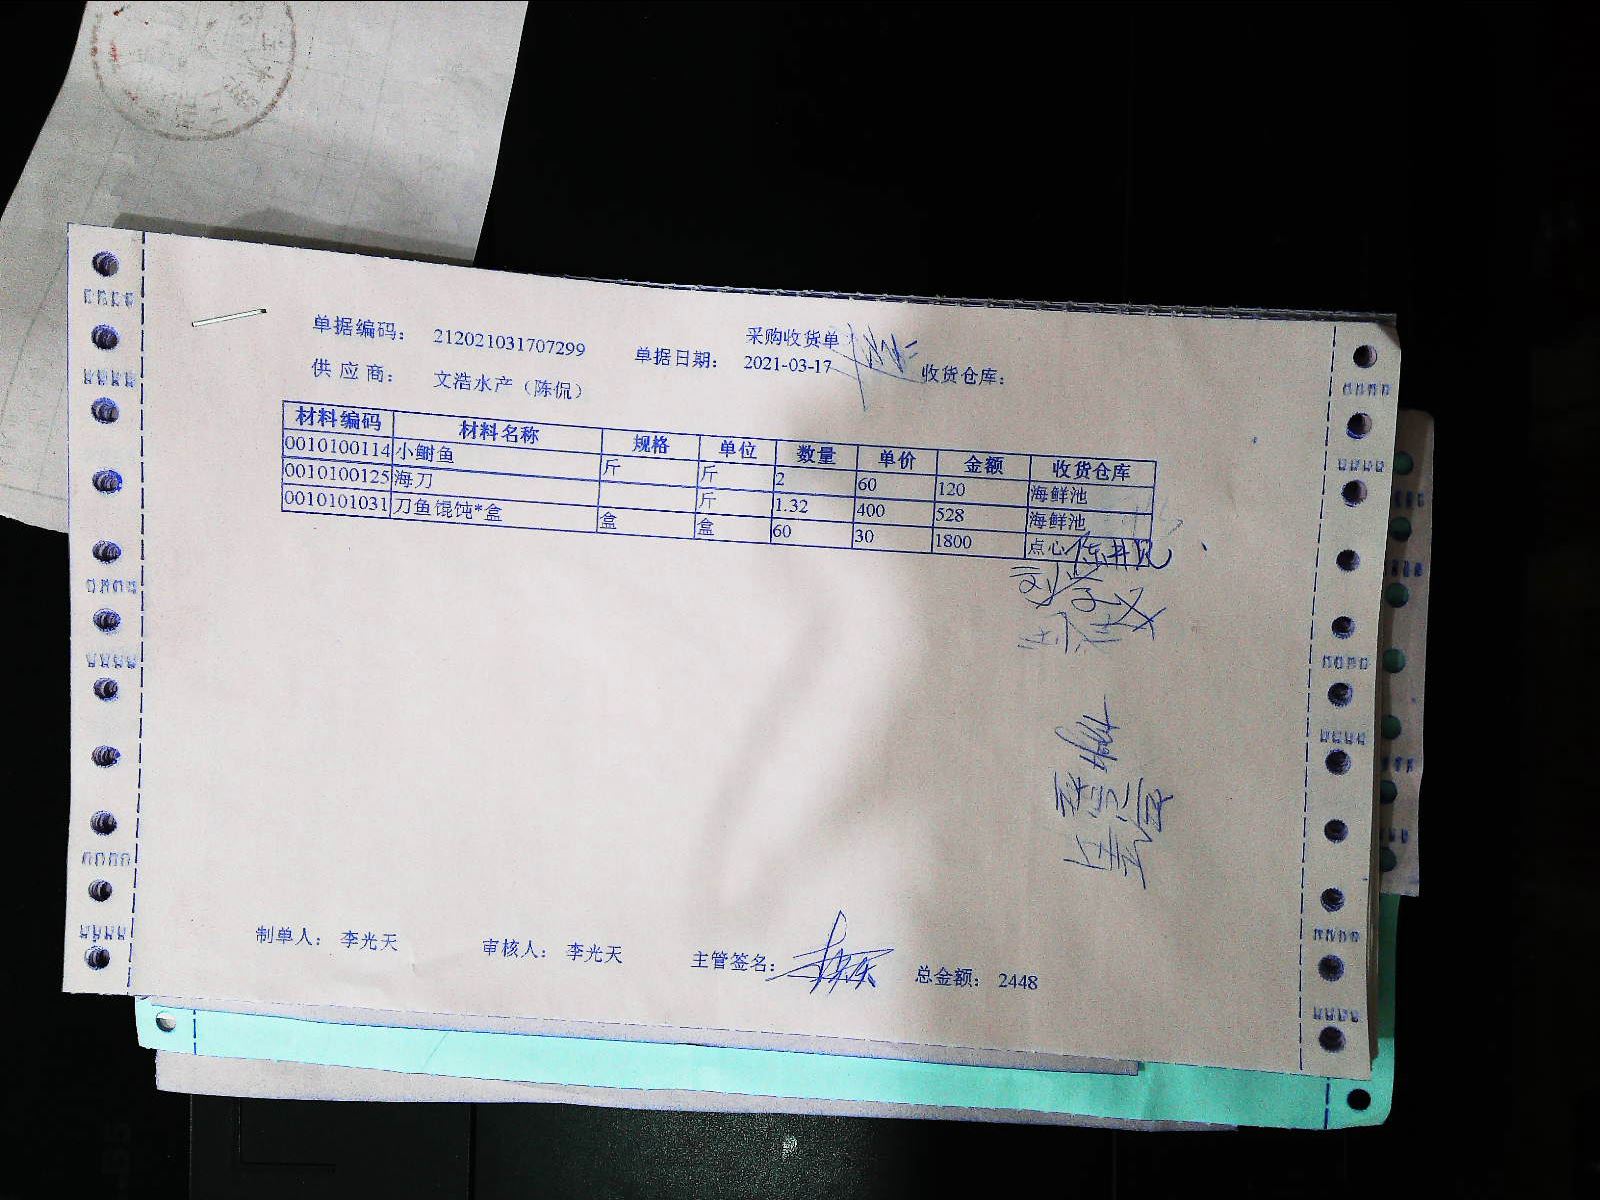 采购收货单
单据编码： 212021031707299 单据日期： 2021-03-17 收货仓库：
供 应 商： 文浩水产（陈侃）
材料编码 材料名称 规格 单位 数量 单价 金额 收货仓库
0010100114 小鲥鱼 斤 斤 2 60 120 海鲜池
0010100125 海刀 斤 1.32 400 528 海鲜池
0010101031 刀鱼馄饨*盒 盒 盒 60 30 1800 点心
制单人： 李光天 审核人： 李光天 主管签名： 总金额： 2448